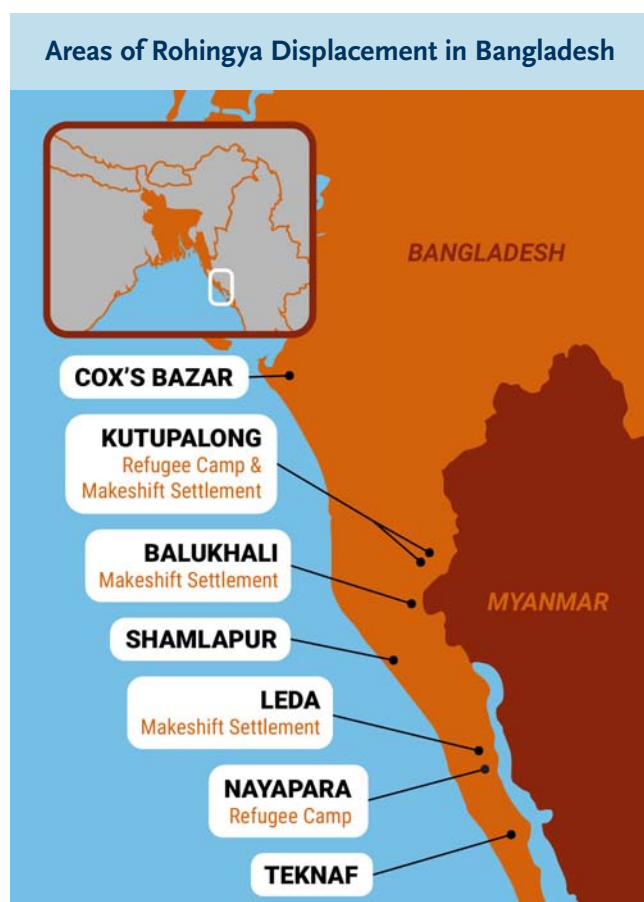 Areas of Rohingya Displacement in Bangladesh
BANGLADESH
COX’S BAZAR
KUTUPALONG
Refugee Camp &
Makeshift Settlement
BALUKHALI
Makeshift Settlement
MYANMAR
SHAMLAPUR
LEDA
Makeshift Settlement
NAYAPARA
Refugee Camp
TEKNAF